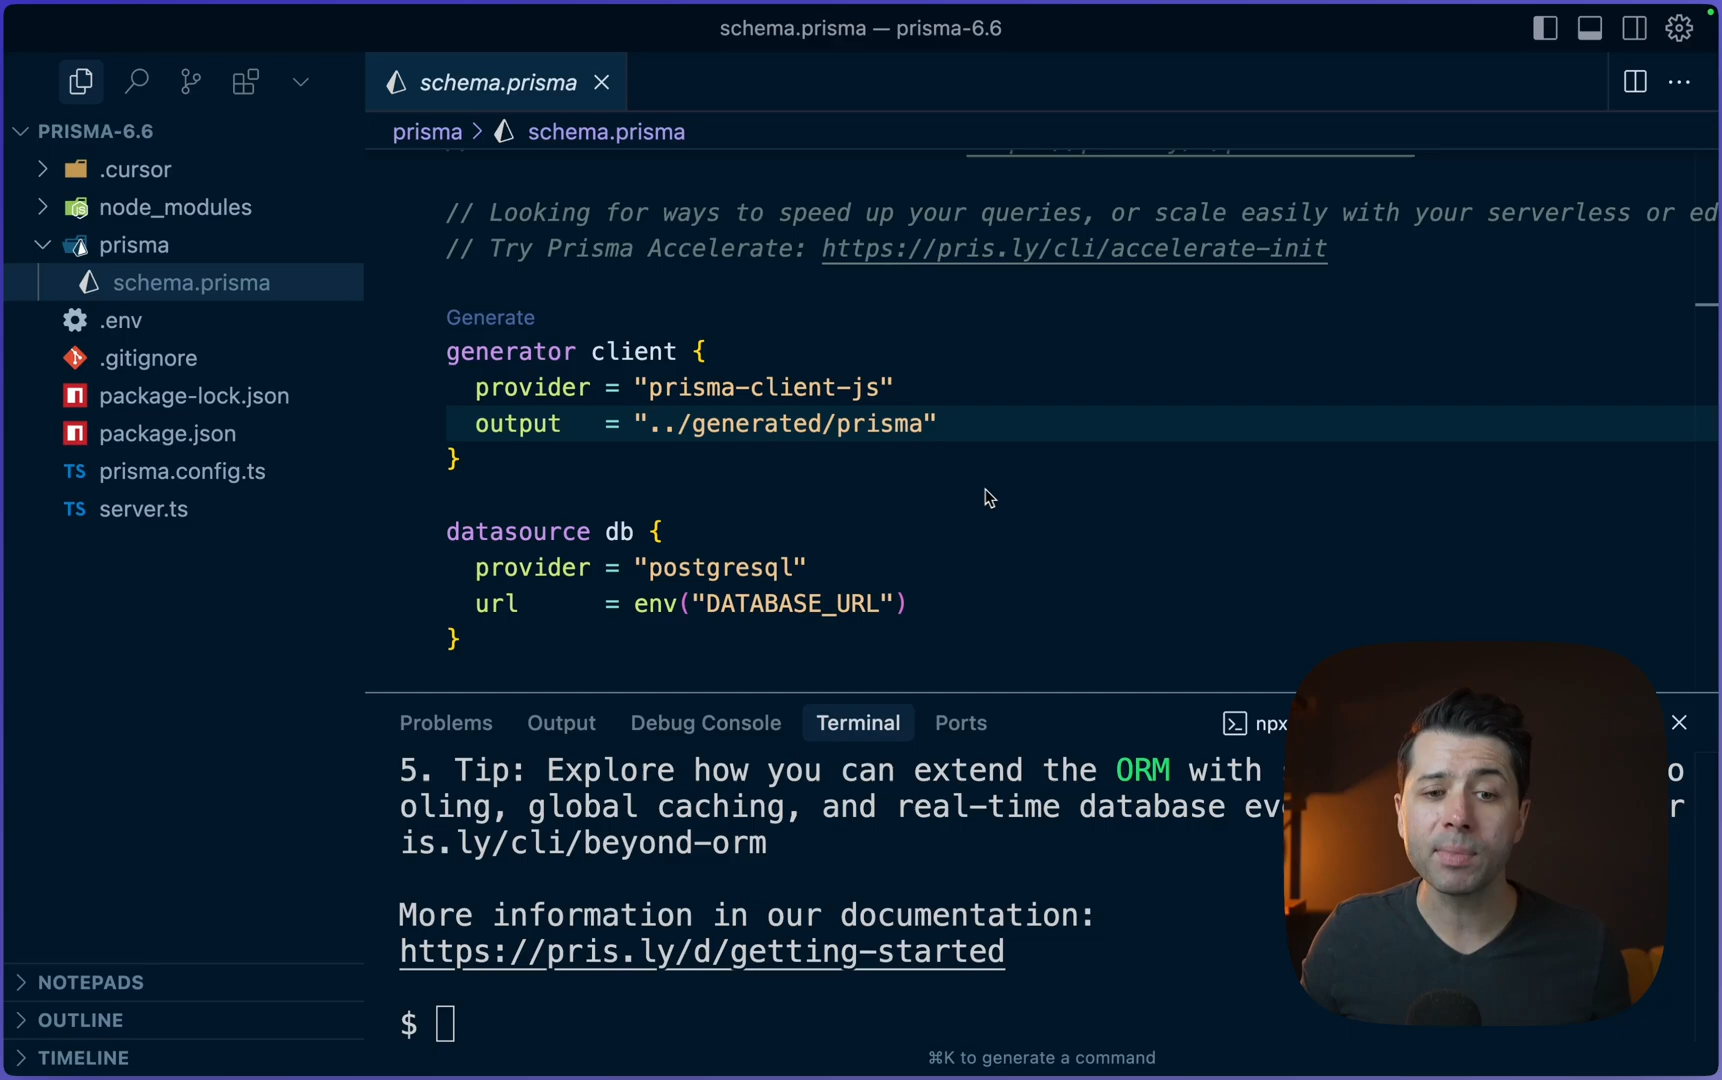 schema.prisma — prisma-6.6
schema.prisma
PRISMA-6.6
prisma > schema.prisma
.cursor
node_modules
prisma
schema.prisma
.env
.gitignore
package-lock.json
package.json
TS prisma.config.ts
TS server.ts
NOTEPADS
OUTLINE
TIMELINE
// Looking for ways to speed up your queries, or scale easily with your serverless or ed
// Try Prisma Accelerate: https://pris.ly/cli/accelerate-init
Generate
generator client {
provider = "prisma-client-js"
output = "../generated/prisma"
}
datasource db {
provider = "postgresql"
url = env("DATABASE_URL")
}
Problems Output Debug Console Terminal Ports npx
5. Tip: Explore how you can extend the ORM with o
oling, global caching, and real-time database eve r
is.ly/cli/beyond-orm
More information in our documentation:
https://pris.ly/d/getting-started
$
⌘K to generate a command